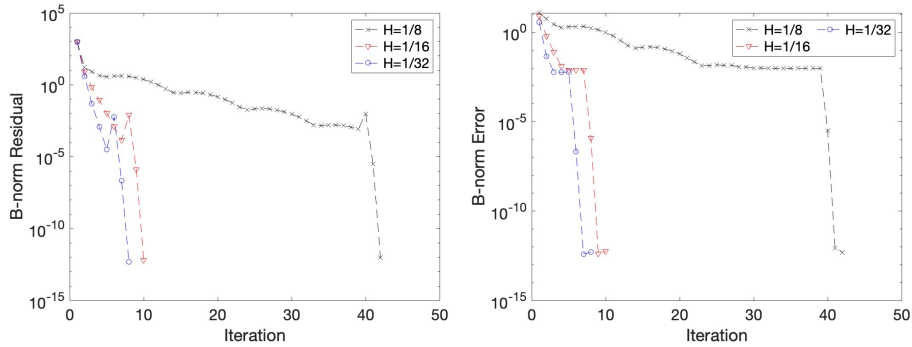 10^5
10^0
10^-5
10^-10
10^-15
B-norm Residual
H=1/8
H=1/16
H=1/32
0 10 20 30 40 50
Iteration
10^0
10^-5
10^-10
10^-15
B-norm Error
H=1/8 H=1/32
H=1/16
0 10 20 30 40 50
Iteration